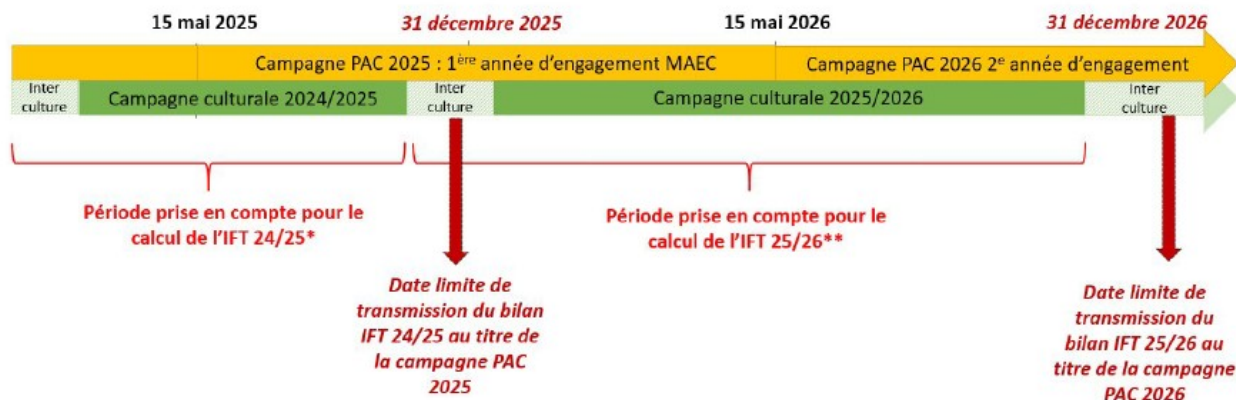 15 mai 2025
31 décembre 2025
15 mai 2026
31 décembre 2026
Campagne PAC 2025 : 1ère année d’engagement MAEC
Campagne PAC 2026 2e année d’engagement
Inter
culture
Campagne culturale 2024/2025
Inter
culture
Campagne culturale 2025/2026
Inter
culture
Période prise en compte pour le
calcul de l’IFT 24/25*
Période prise en compte pour le
calcul de l’IFT 25/26**
Date limite de
transmission du bilan
IFT 24/25 au titre de
la campagne PAC
2025
Date limite de
transmission du
bilan IFT 25/26 au
titre de la campagne
PAC 2026